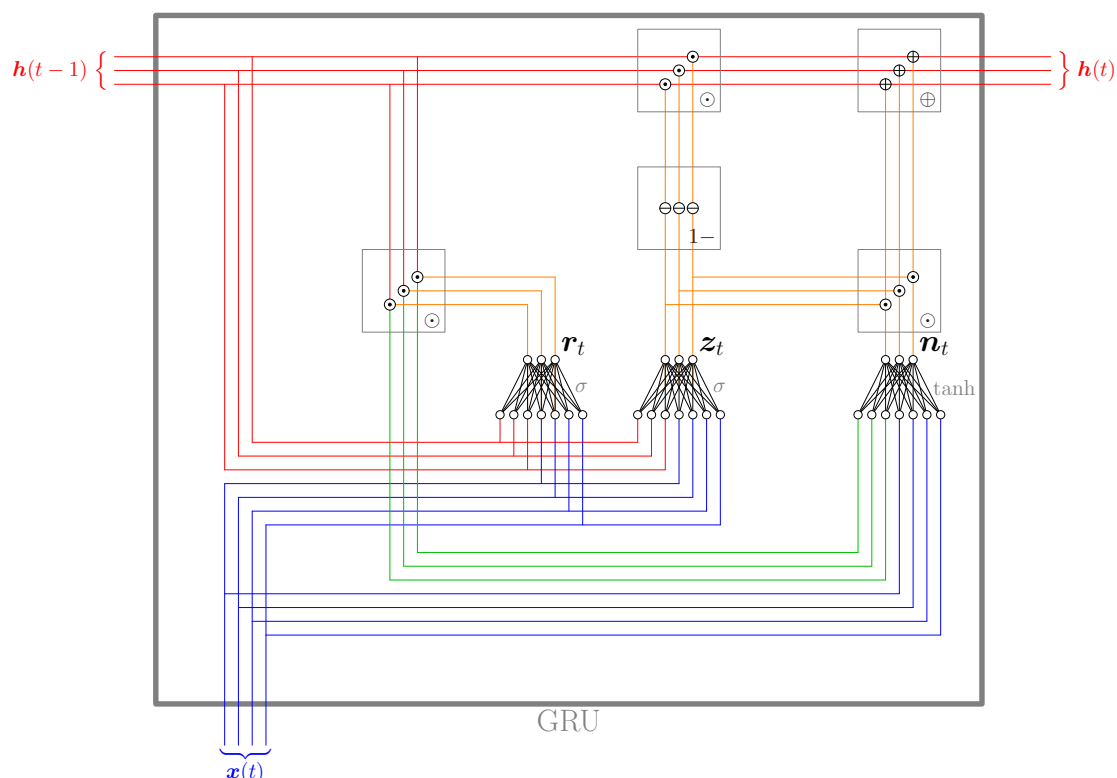 h(t − 1)
h(t)
⊙
⊕
1−
⊙
⊙
r_t
z_t
n_t
σ
σ
tanh
GRU
x(t)